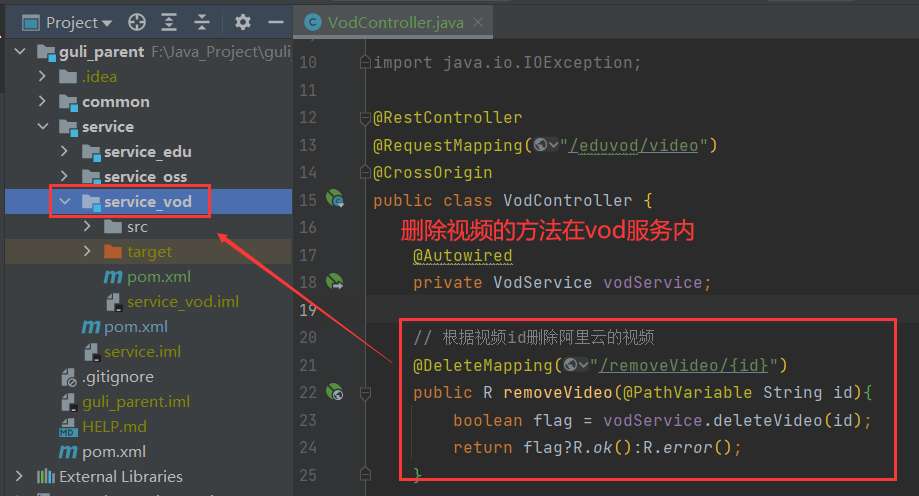 Project
VodController.java
guli_parent F:\Java_Project\guli
.idea
common
service
service_edu
service_oss
service_vod
src
target
pom.xml
service_vod.iml
pom.xml
service.iml
.gitignore
guli_parent.iml
HELP.md
pom.xml
External Libraries
10 import java.io.IOException;
11
12 @RestController
13 @RequestMapping("/eduvod/video")
14 @CrossOrigin
15 public class VodController {
16 删除视频的方法在vod服务内
17 @Autowired
18 private VodService vodService;
19
20 // 根据视频id删除阿里云的视频
21 @DeleteMapping("/removeVideo/{id}")
22 public R removeVideo(@PathVariable String id){
23 boolean flag = vodService.deleteVideo(id);
24 return flag?R.ok():R.error();
25 }